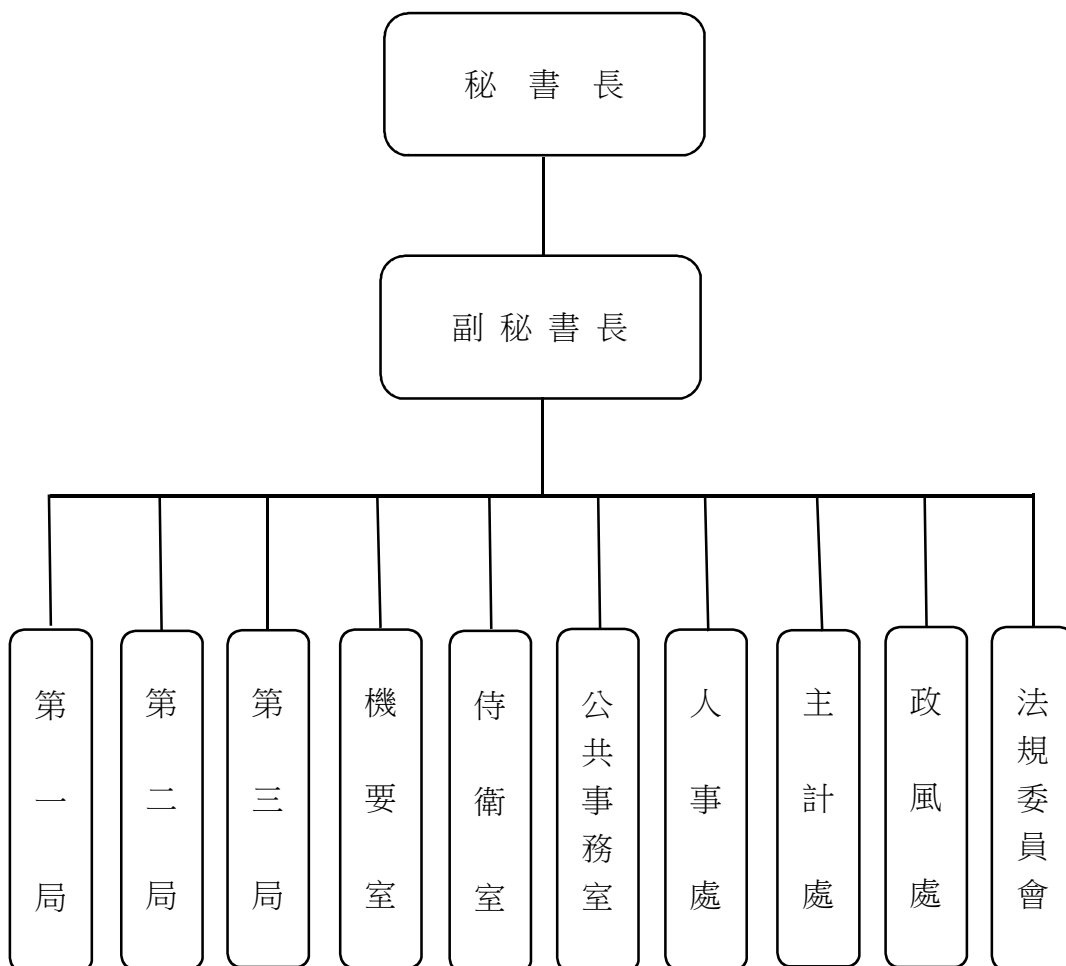 秘書長
副秘書長
第一局
第二局
第三局
機要室
侍衛室
公共事務室
人事處
主計處
政風處
法規委員會